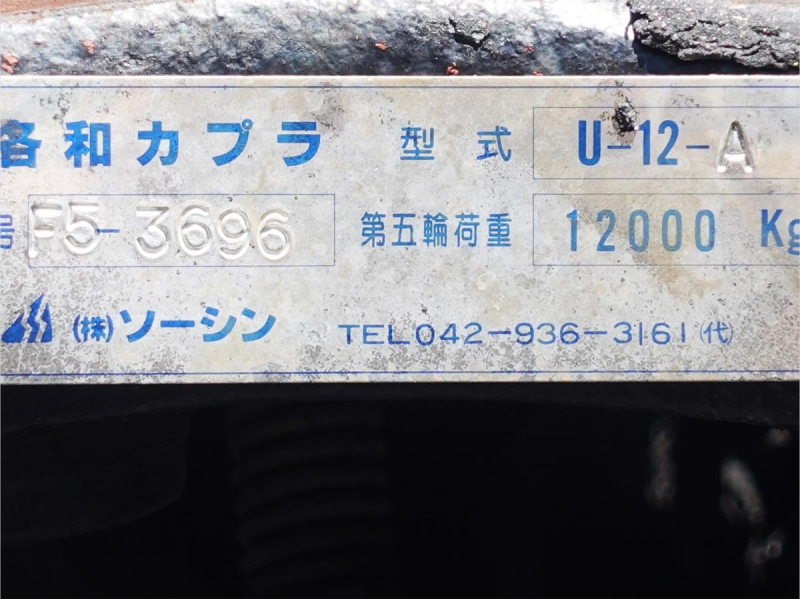 各和カプラ 型式 U-12-A
号 F5-3696 第五輪荷重 12000 Kg
(株)ソーシン TEL042-936-3161(代)